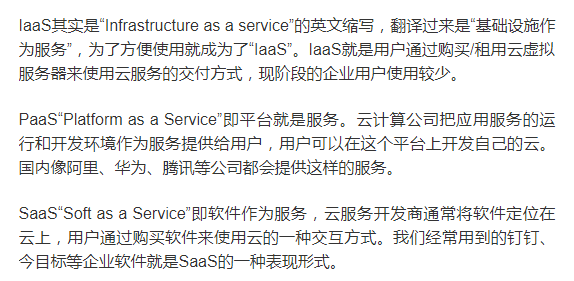 IaaS其实是“Infrastructure as a service”的英文缩写，翻译过来是“基础设施作
为服务”，为了方便使用就成为了“IaaS”。IaaS就是用户通过购买/租用云虚拟
服务器来使用云服务的交付方式，现阶段的企业用户使用较少。
PaaS“Platform as a Service”即平台就是服务。云计算公司把应用服务的运
行和开发环境作为服务提供给用户，用户可以在这个平台上开发自己的云。
国内像阿里、华为、腾讯等公司都会提供这样的服务。
SaaS“Soft as a Service”即软件作为服务，云服务开发商通常将软件定位在
云上，用户通过购买软件来使用云的一种交互方式。我们经常用到的钉钉、
今目标等企业软件就是SaaS的一种表现形式。